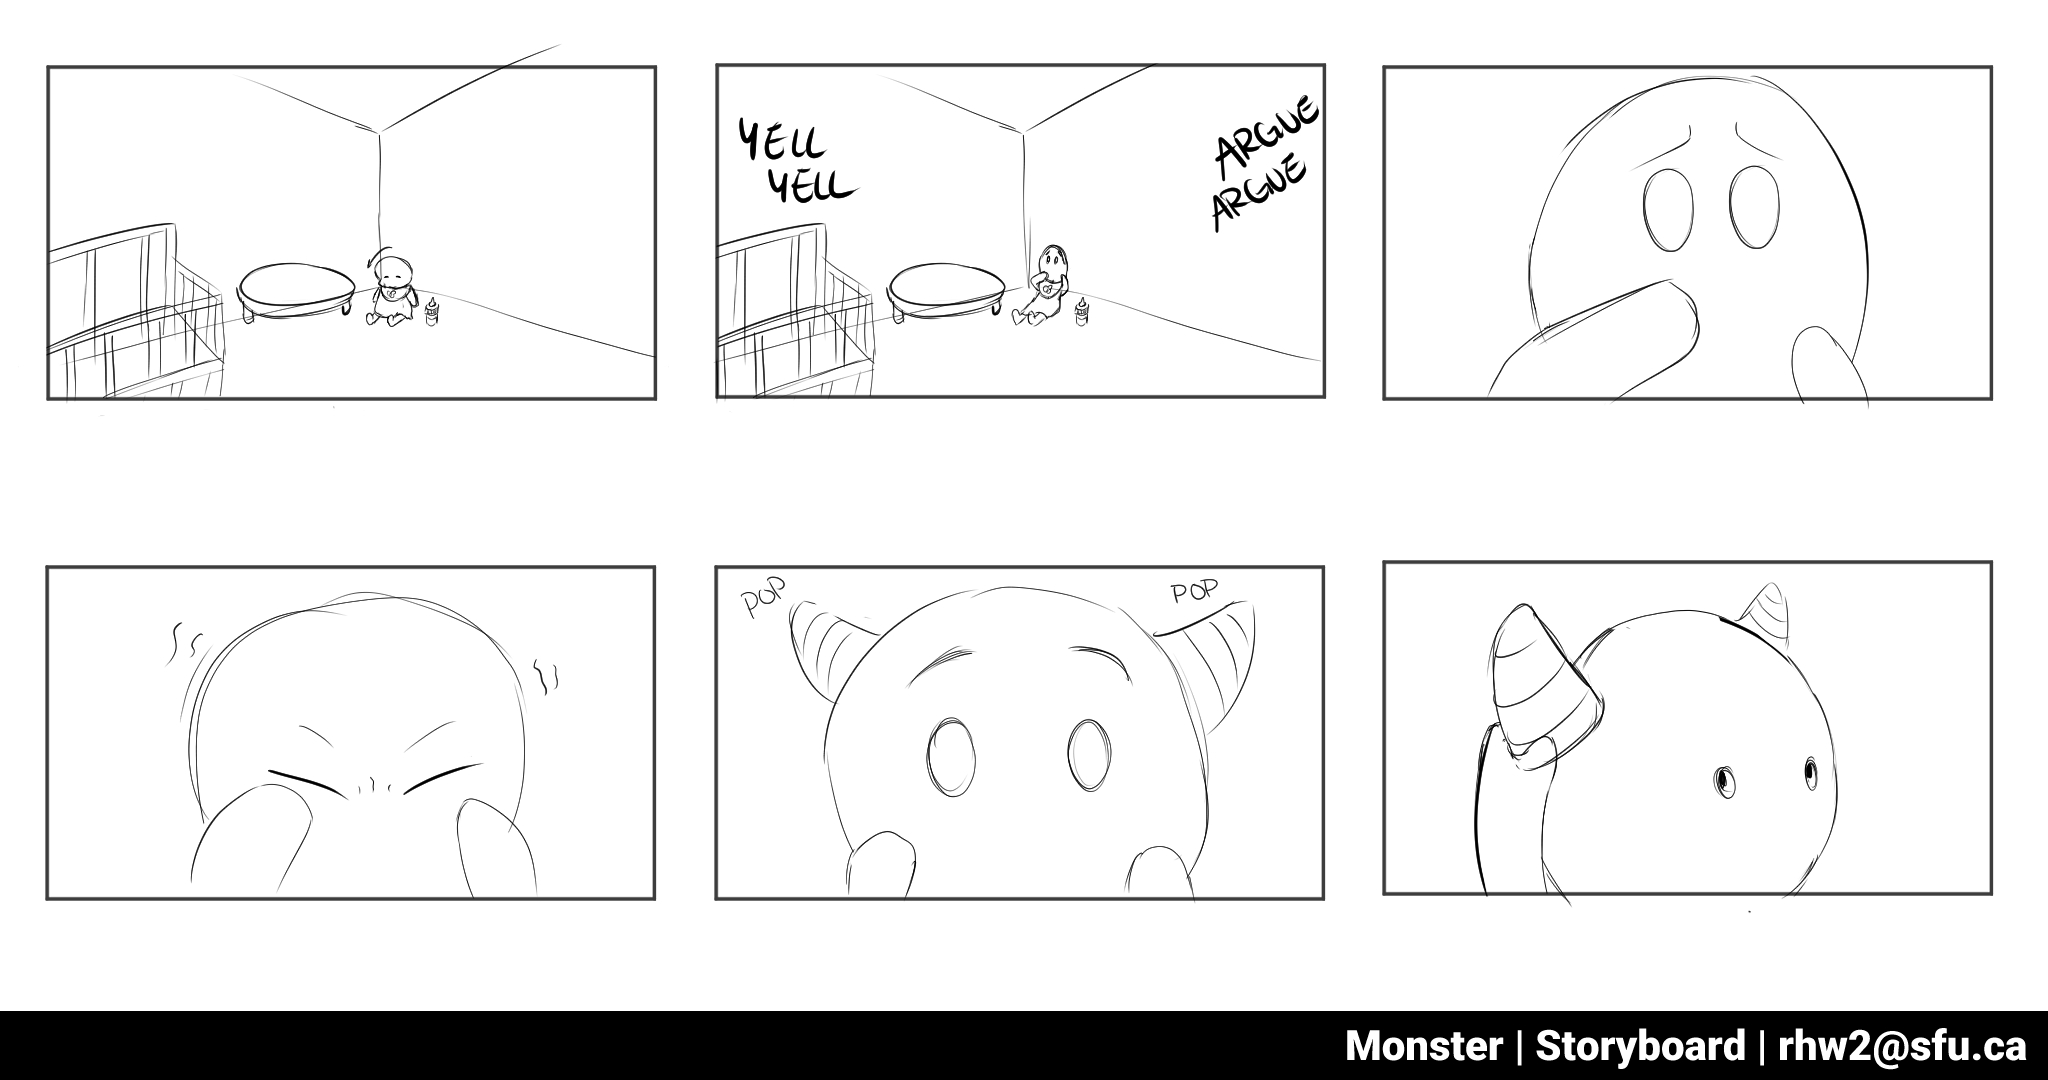 YELL
YELL
ARGUE
ARGUE
POP
POP
Monster | Storyboard | rhw2@sfu.ca